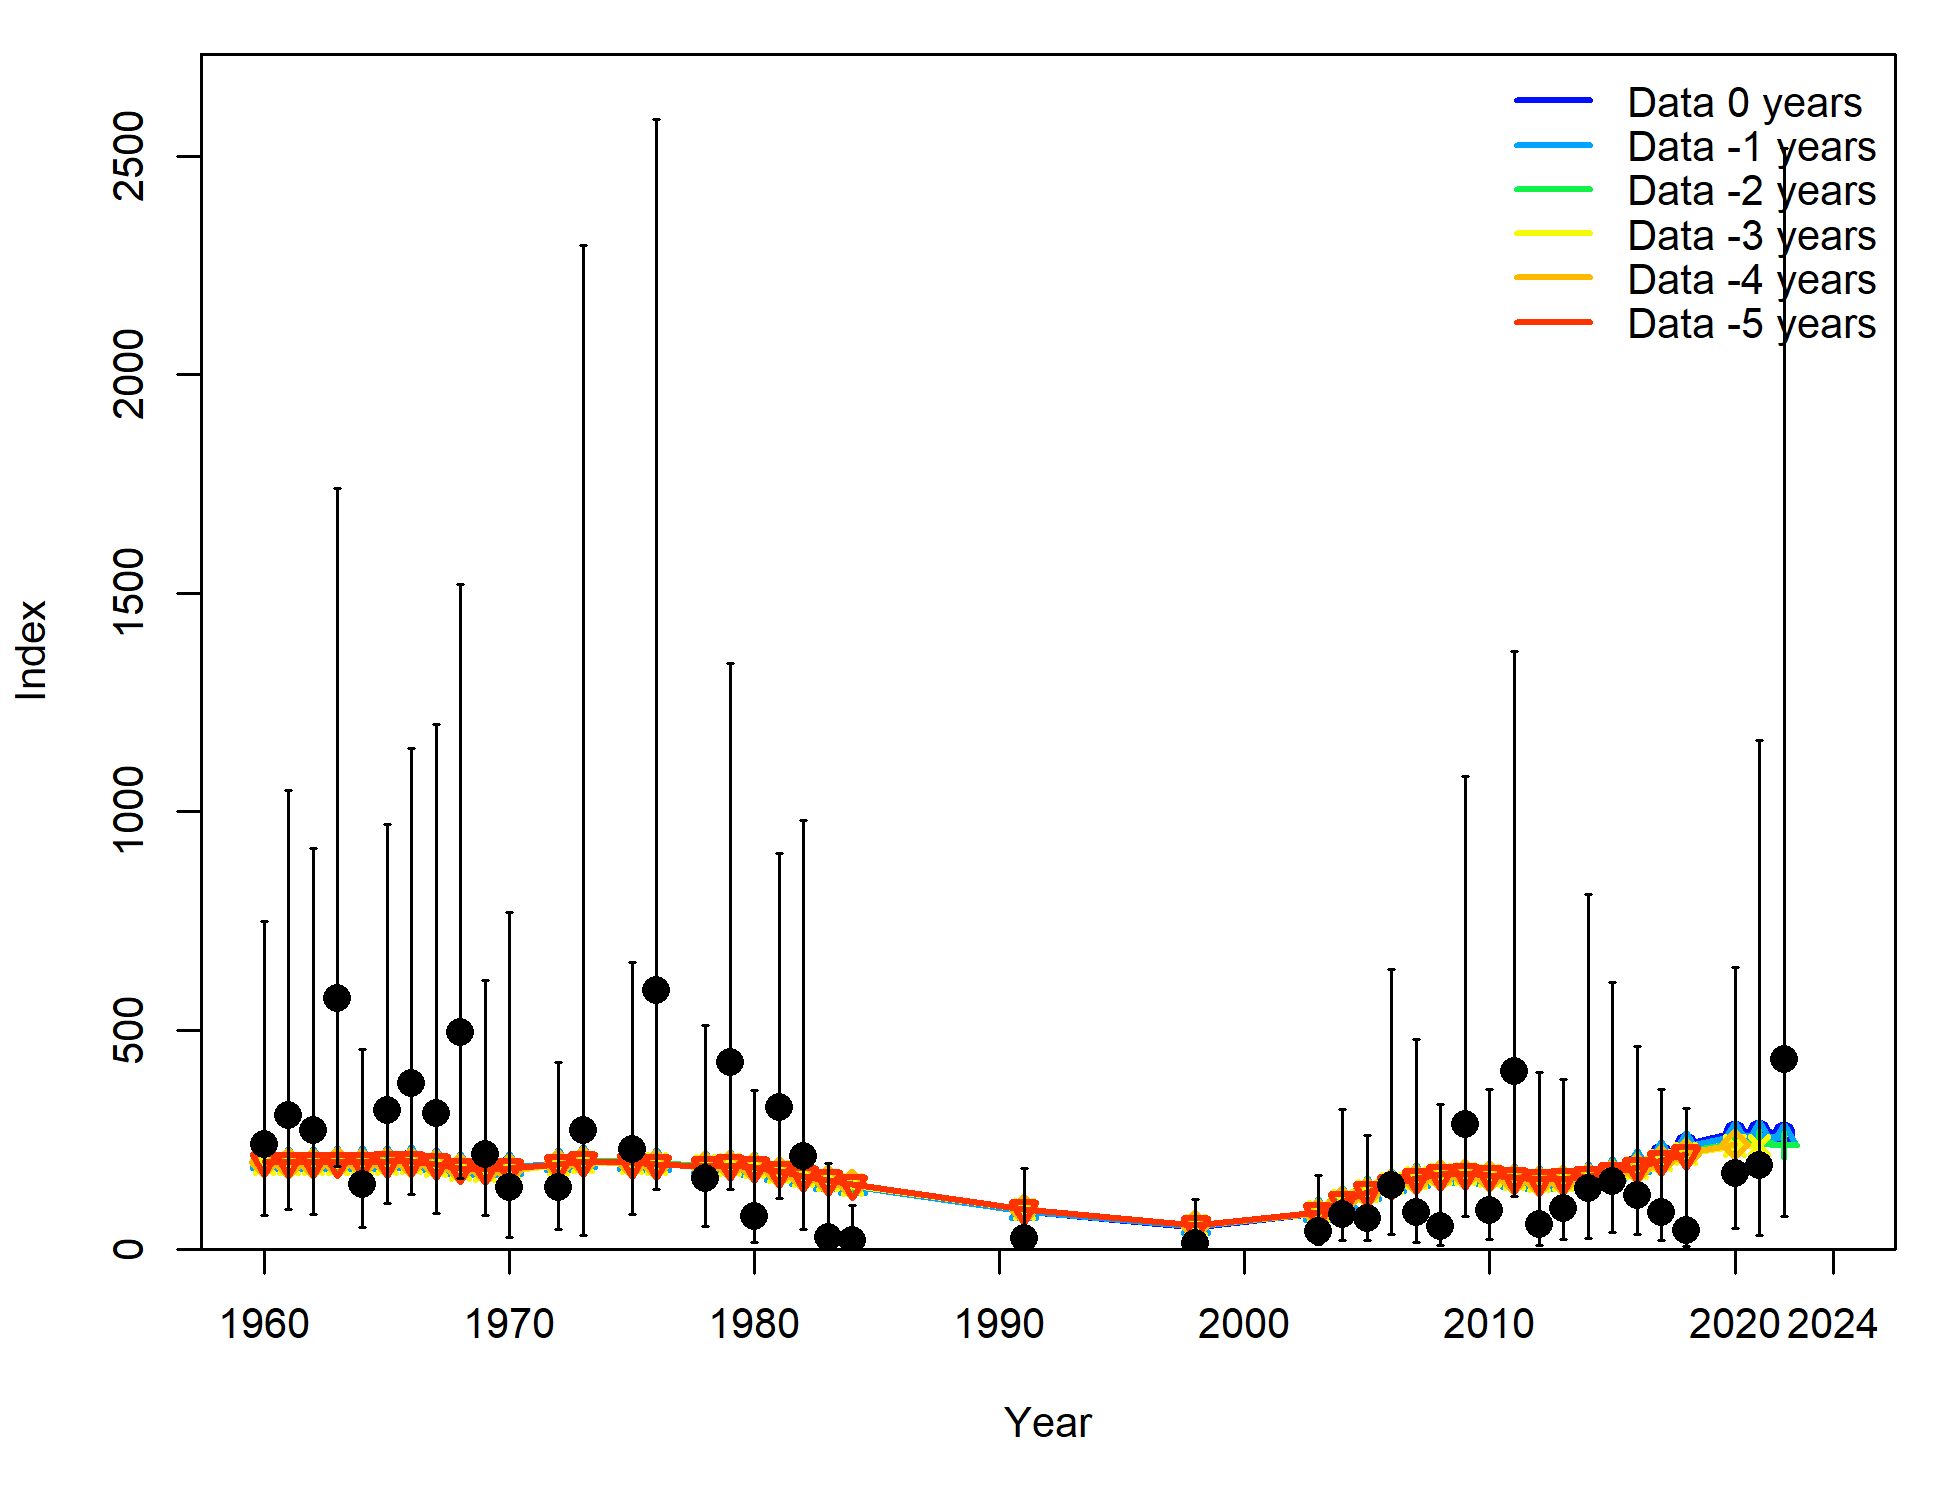 Data 0 years
Data -1 years
Data -2 years
Data -3 years
Data -4 years
Data -5 years
2500
2000
1500
1000
500
0
Index
1960 1970 1980 1990 2000 2010 2020 2024
Year